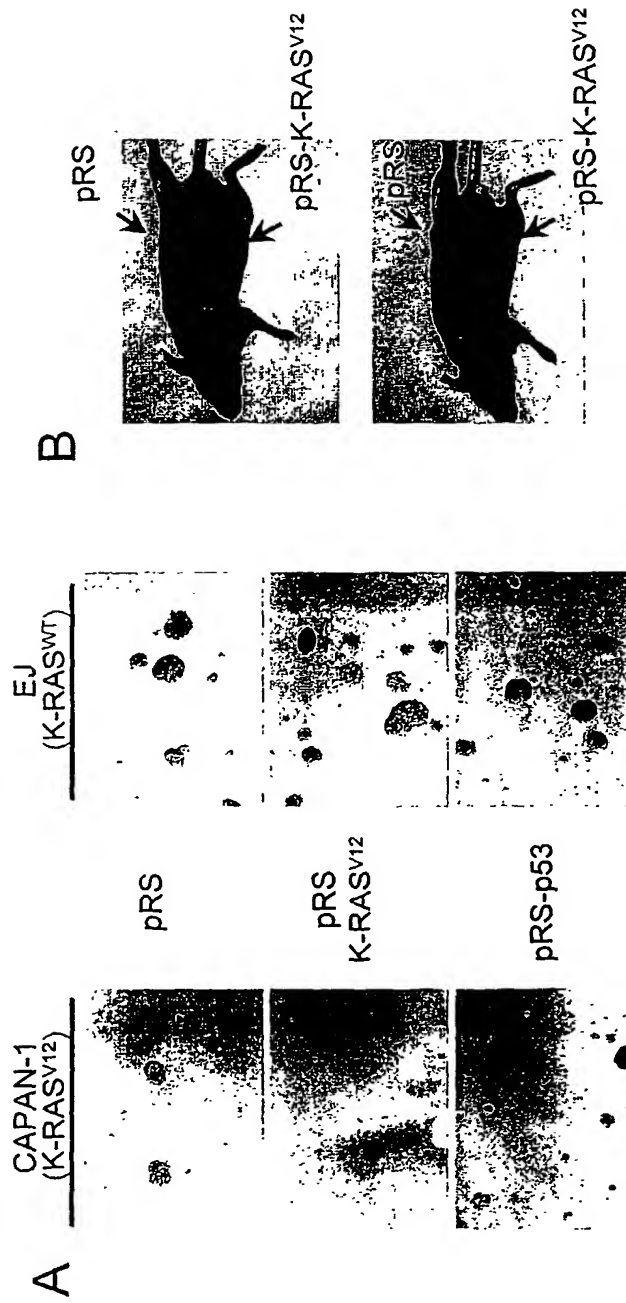 A
CAPAN-1
(K-RASV12)
EJ
(K-RASWT)
pRS
pRS
K-RASV12
pRS-p53
B
pRS
pRS-K-RASV12
pRS
pRS-K-RASV12